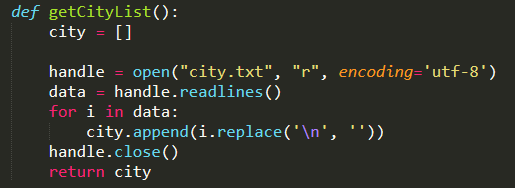 def getCityList():
    city = []

    handle = open("city.txt", "r", encoding='utf-8')
    data = handle.readlines()
    for i in data:
        city.append(i.replace('\n', ''))
    handle.close()
    return city